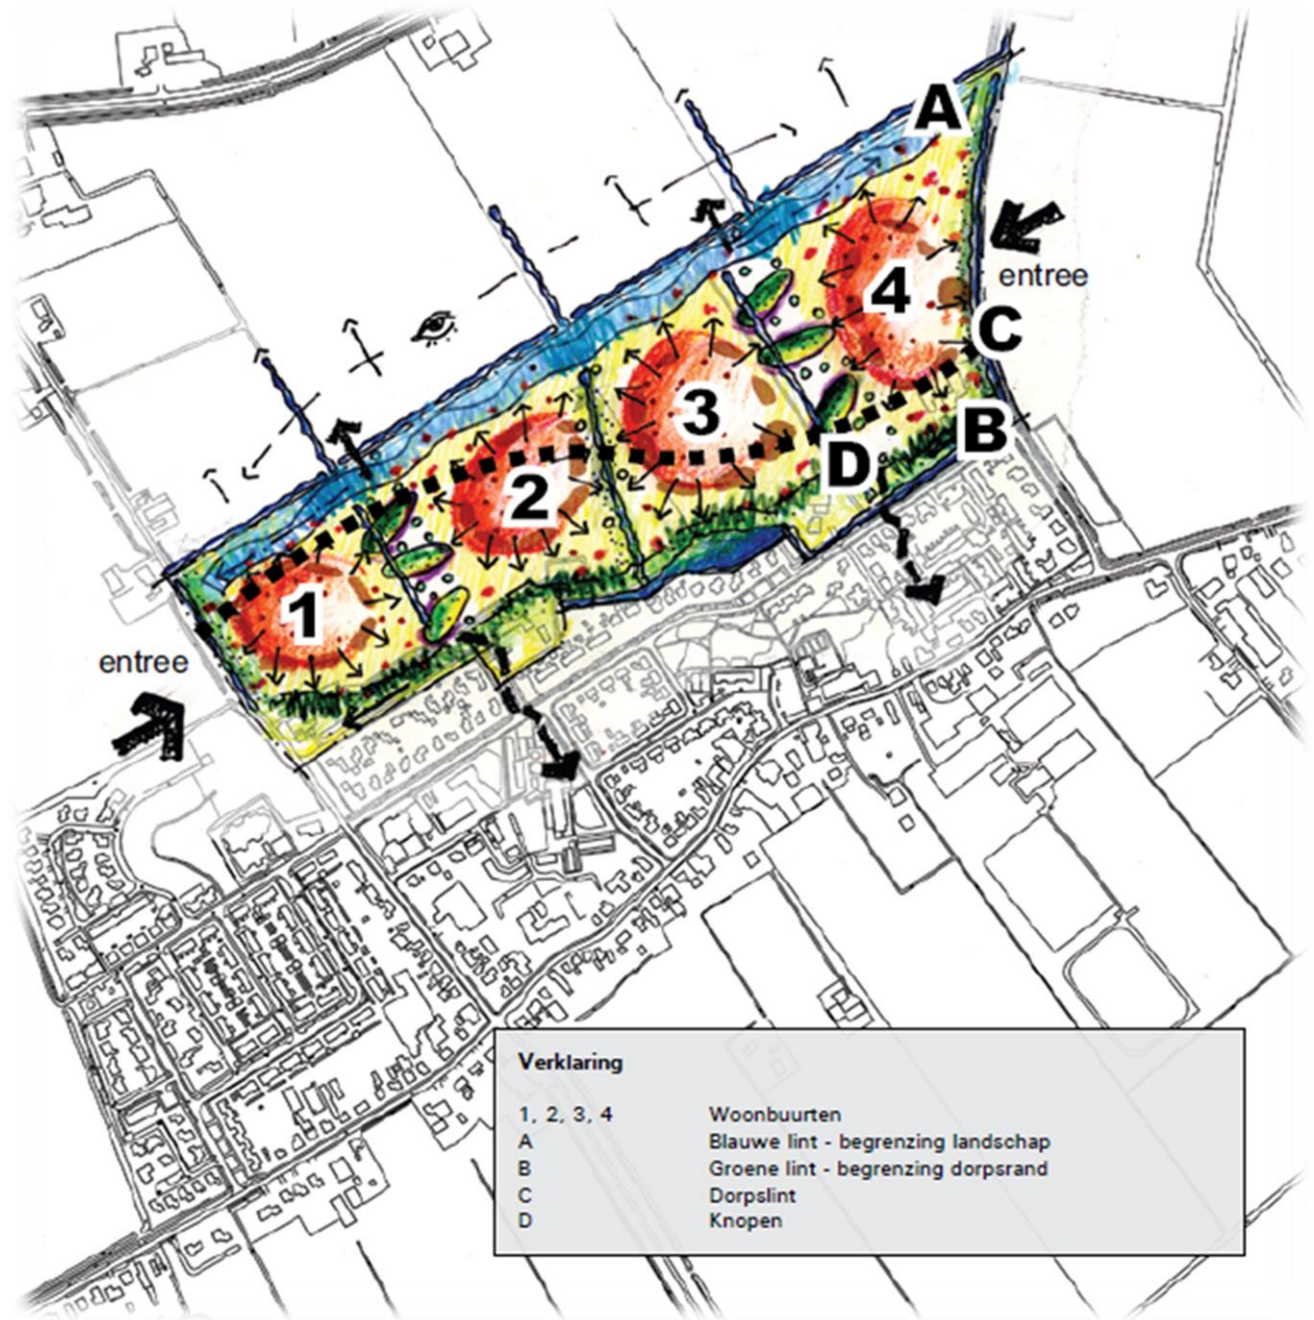 A
entree
4
C
3
B
D
2
1
entree
Verklaring
1, 2, 3, 4 Woonbuurten
A Blauwe lint - begrenzing landschap
B Groene lint - begrenzing dorpsrand
C Dorpslint
D Knopen